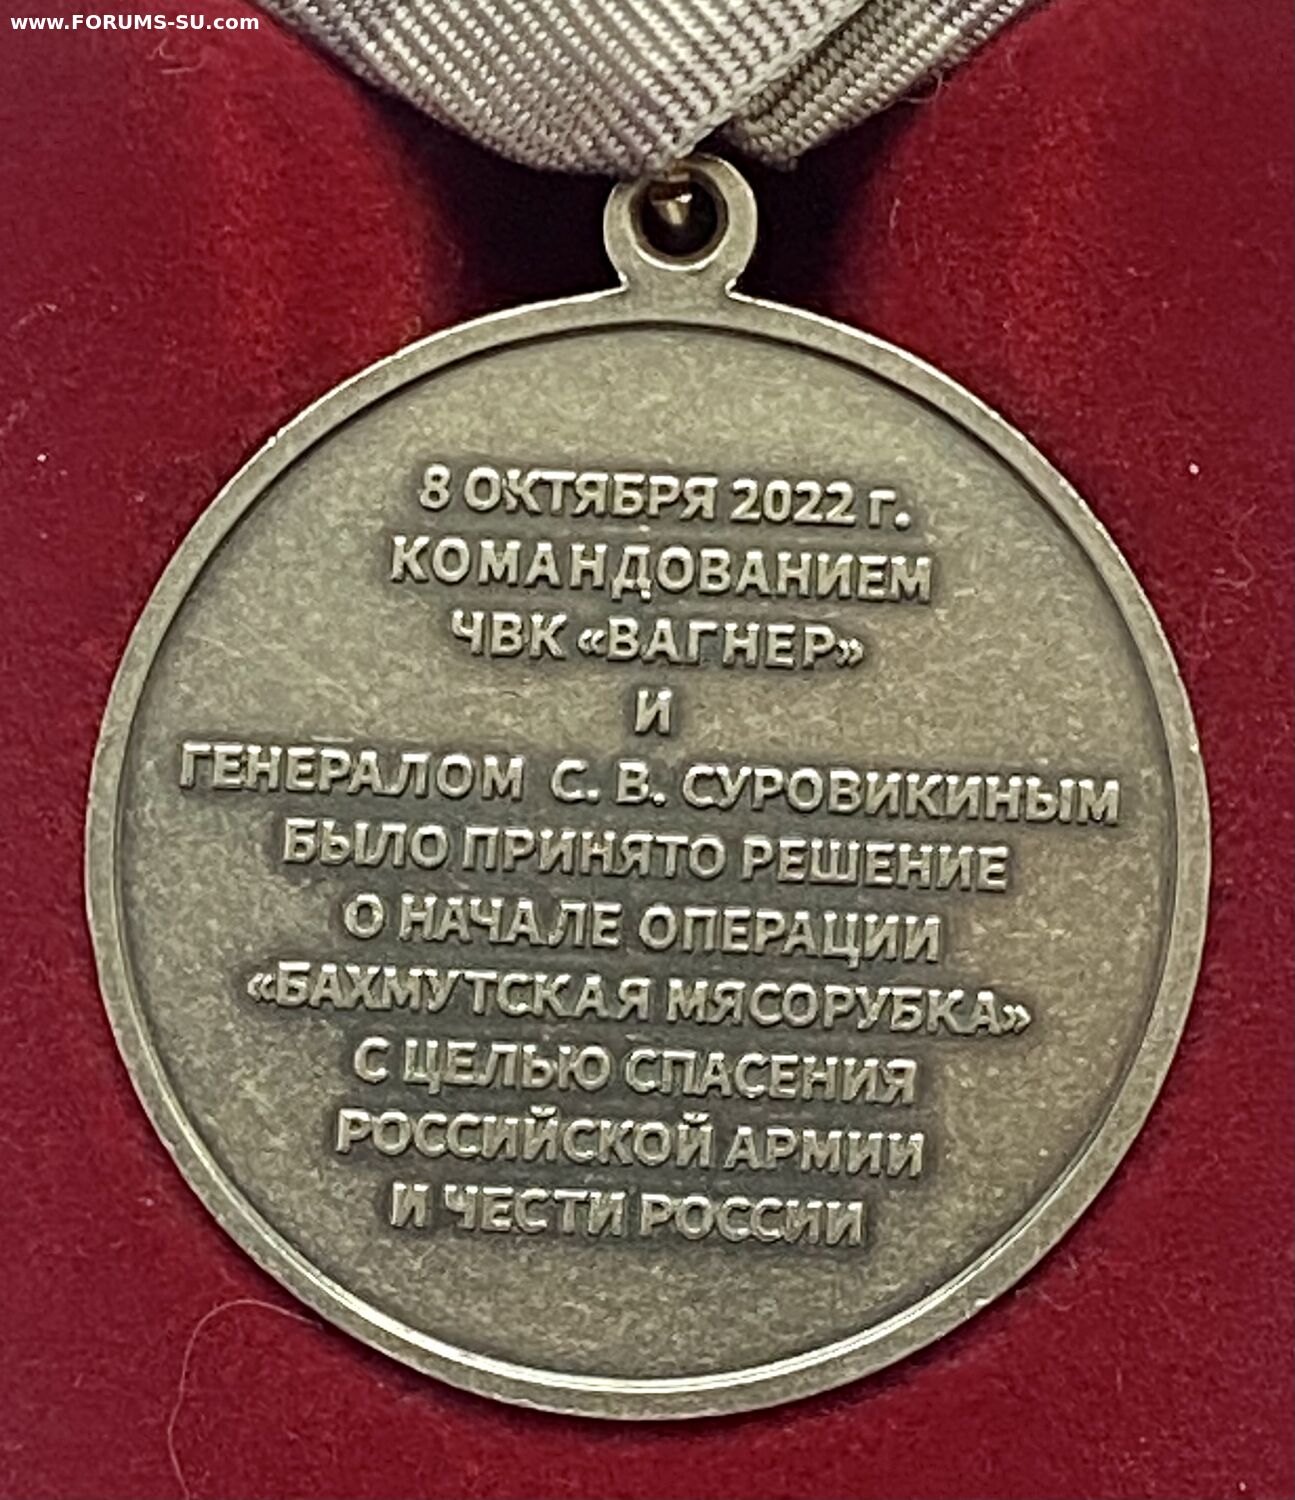 www.FORUMS-SU.com
8 ОКТЯБРЯ 2022 г.
КОМАНДОВАНИЕМ
ЧВК «ВАГНЕР»
И
ГЕНЕРАЛОМ С. В. СУРОВИКИНЫМ
БЫЛО ПРИНЯТО РЕШЕНИЕ
О НАЧАЛЕ ОПЕРАЦИИ
«БАХМУТСКАЯ МЯСОРУБКА»
С ЦЕЛЬЮ СПАСЕНИЯ
РОССИЙСКОЙ АРМИИ
И ЧЕСТИ РОССИИ